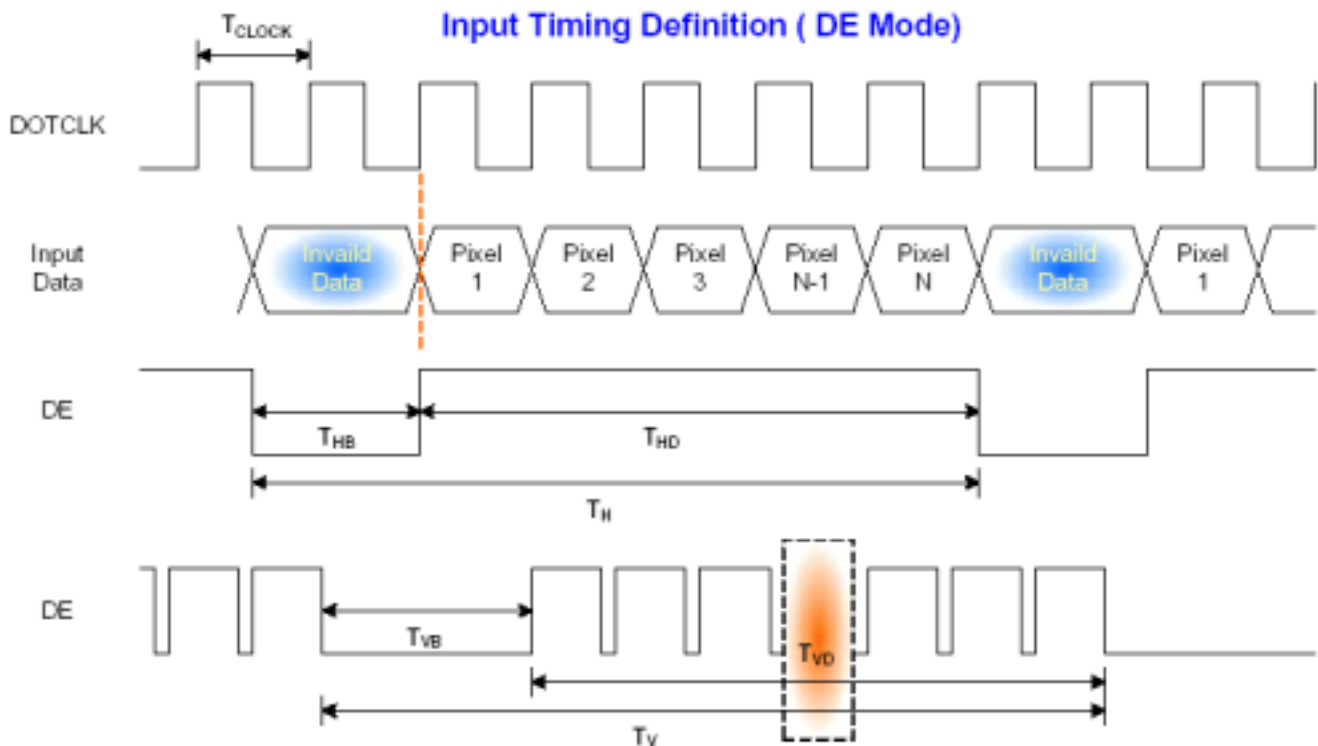 Input Timing Definition ( DE Mode)
TCLOCK
DOTCLK
Input
Data
Invaild
Data
Pixel
1
Pixel
2
Pixel
3
Pixel
N-1
Pixel
N
Invaild
Data
Pixel
1
DE
THB
THD
TH
DE
TVB
TVD
TV